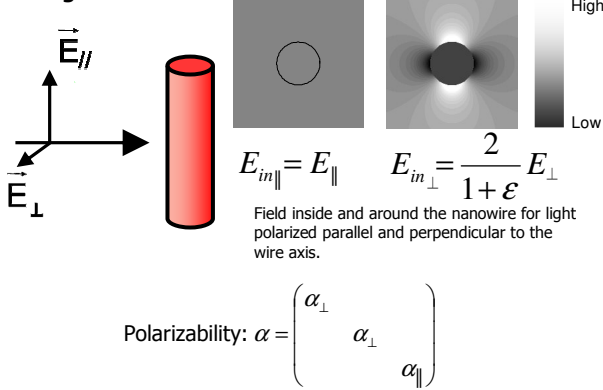 High
E⃗//
E_in∥ = E∥
E_in⊥ = 2/(1+ε) E⊥
Low
E⃗⊥
Field inside and around the nanowire for light
polarized parallel and perpendicular to the
wire axis.
Polarizability: α = (α⊥
α⊥
α∥)